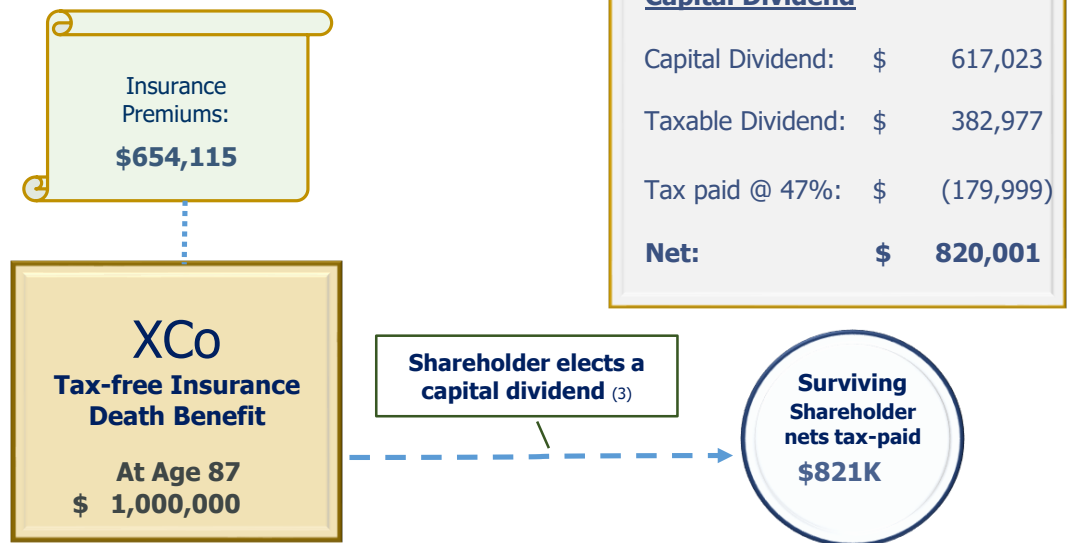 Capital Dividend
Capital Dividend: $ 617,023
Taxable Dividend: $ 382,977
Tax paid @ 47%: $ (179,999)
Net: $ 820,001
Insurance
Premiums:
$654,115
XCo
Tax-free Insurance
Death Benefit
At Age 87
$ 1,000,000
Shareholder elects a
capital dividend (3)
Surviving
Shareholder
nets tax-paid
$821K